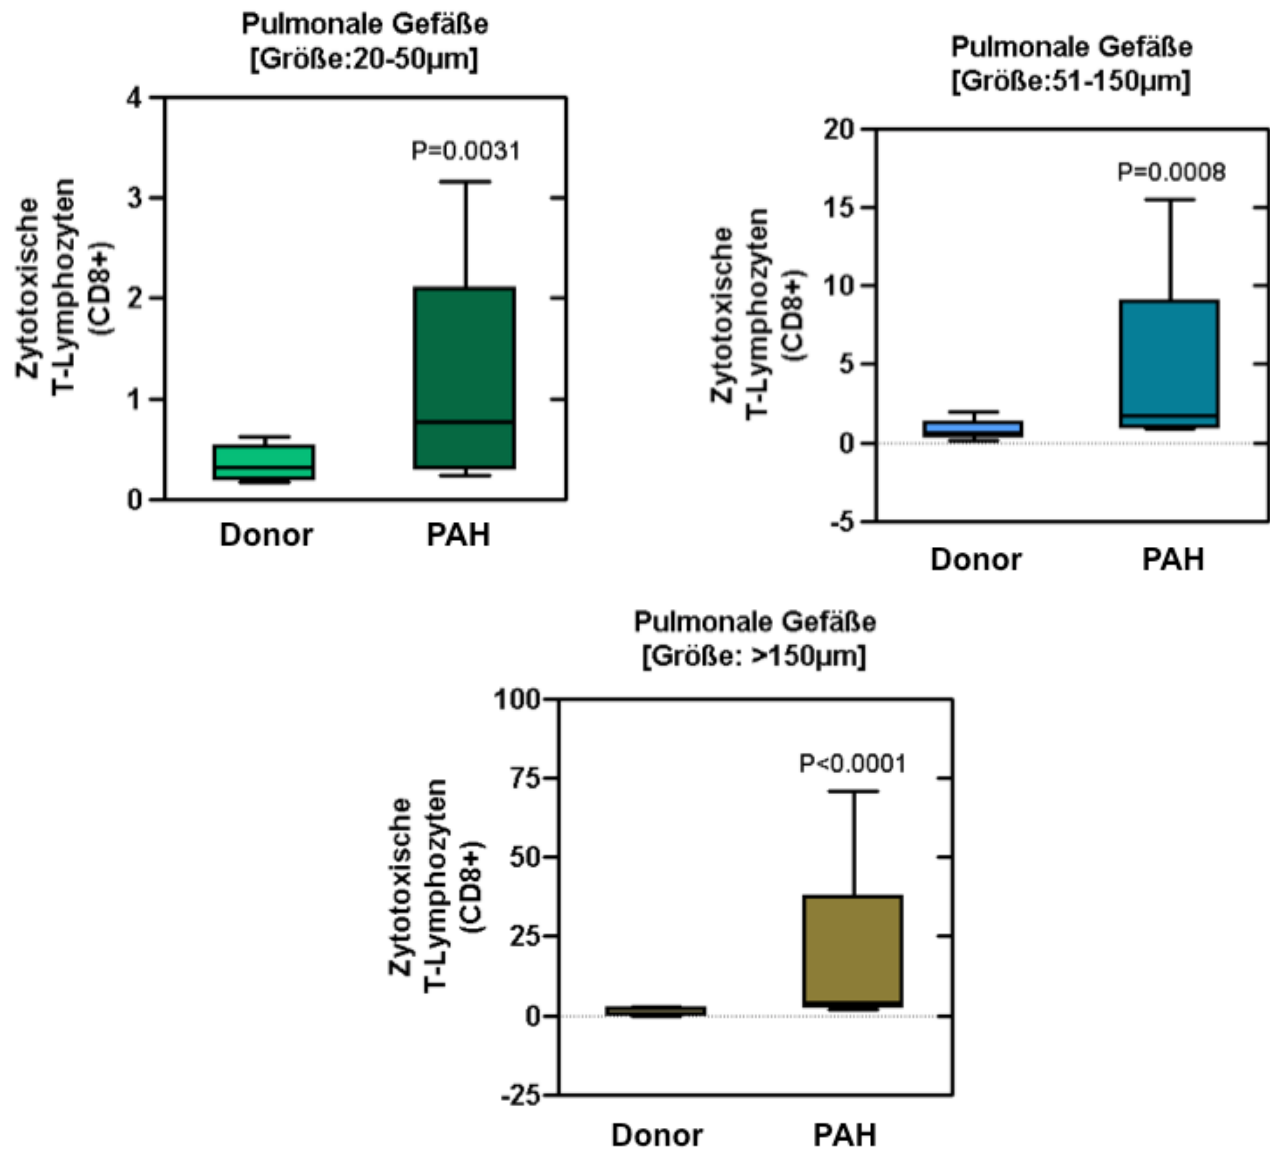 Pulmonale Gefäße
[Größe:20-50µm]
4
3
2
1
0
Zytotoxische
T-Lymphozyten
(CD8+)
P=0.0031
Donor
PAH
Pulmonale Gefäße
[Größe:51-150µm]
20
15
10
5
0
-5
Zytotoxische
T-Lymphozyten
(CD8+)
P=0.0008
Donor
PAH
Pulmonale Gefäße
[Größe: >150µm]
100
75
50
25
0
-25
Zytotoxische
T-Lymphozyten
(CD8+)
P<0.0001
Donor
PAH